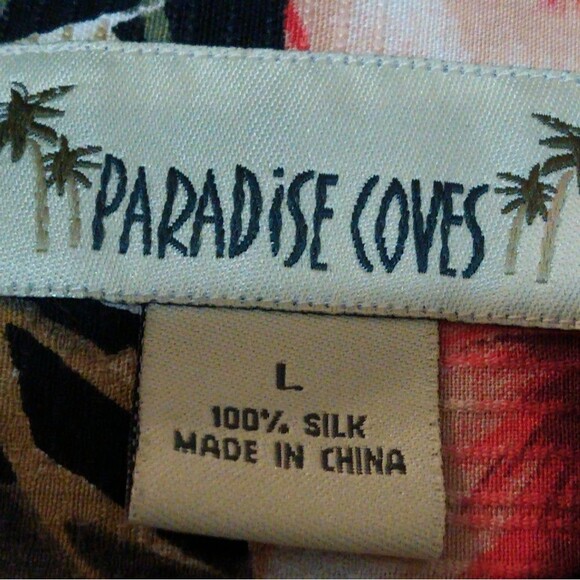 PARADiSE COVES
L
100% SILK
MADE IN CHINA